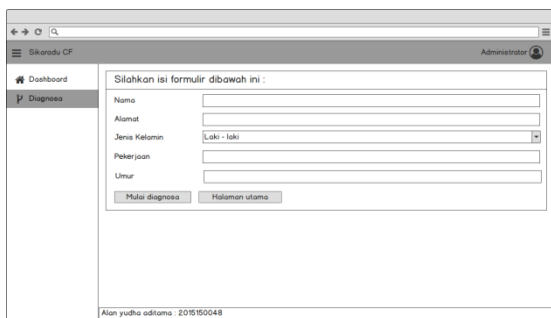 Sikaradu CF
Administrator
Dashboard
Diagnosa
Silahkan isi formulir dibawah ini :
Nama
Alamat
Jenis Kelamin
Laki - laki
Pekerjaan
Umur
Mulai diagnosa
Halaman utama
Alan yudha aditama : 2015150048